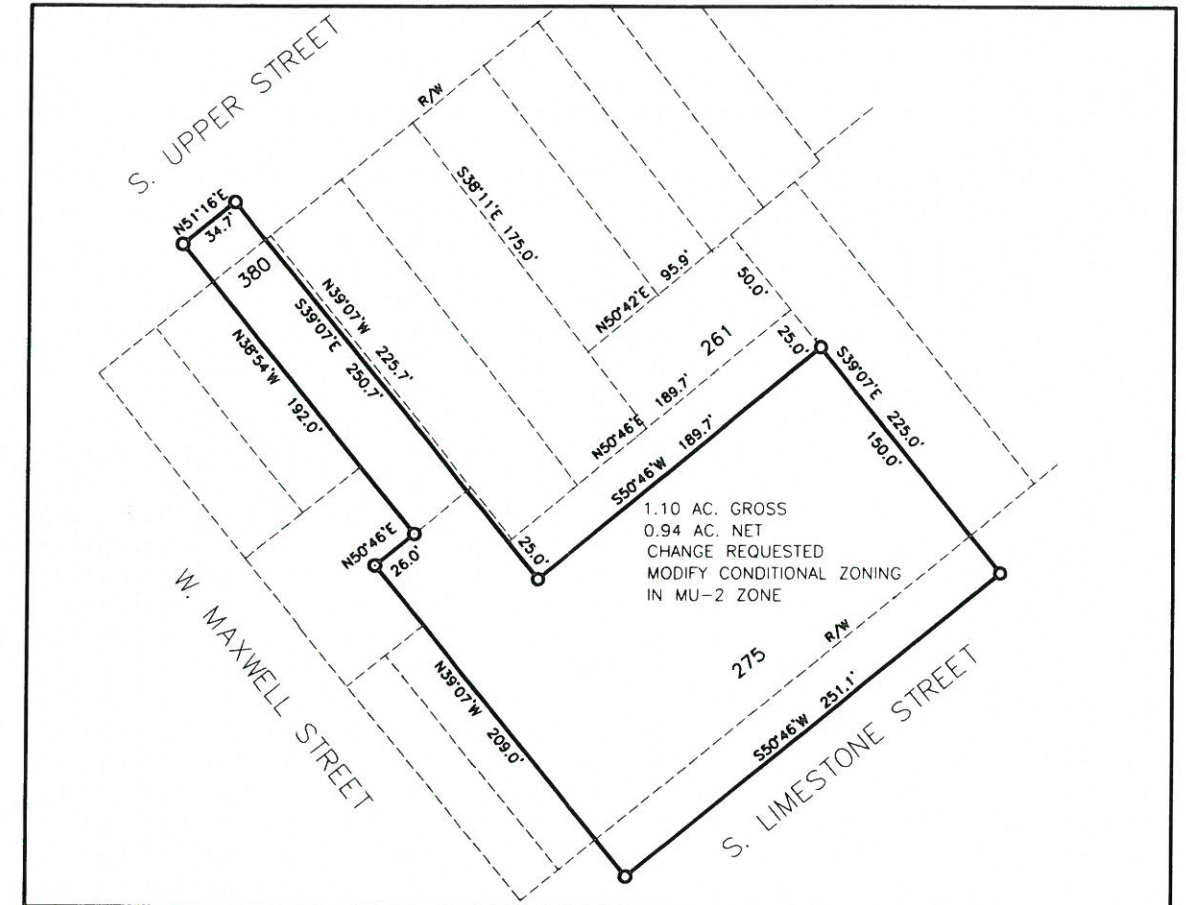 S. UPPER STREET
R/W
N51°16'E
34.7'
380
N39°07'W 225.7'
S39°07'E 250.7'
N38°54'W 192.0'
S38°11'E 175.0'
N50°42'E 95.9'
50.0'
261
25.0'
N50°46'E 189.7'
S50°46'W 189.7'
S39°07'E 225.0'
150.0'
N50°46'E
26.0'
25.0'
1.10 AC. GROSS
0.94 AC. NET
CHANGE REQUESTED
MODIFY CONDITIONAL ZONING
IN MU-2 ZONE
W. MAXWELL STREET
N39°07'W 209.0'
275
R/W
S50°46'W 251.1'
S. LIMESTONE STREET